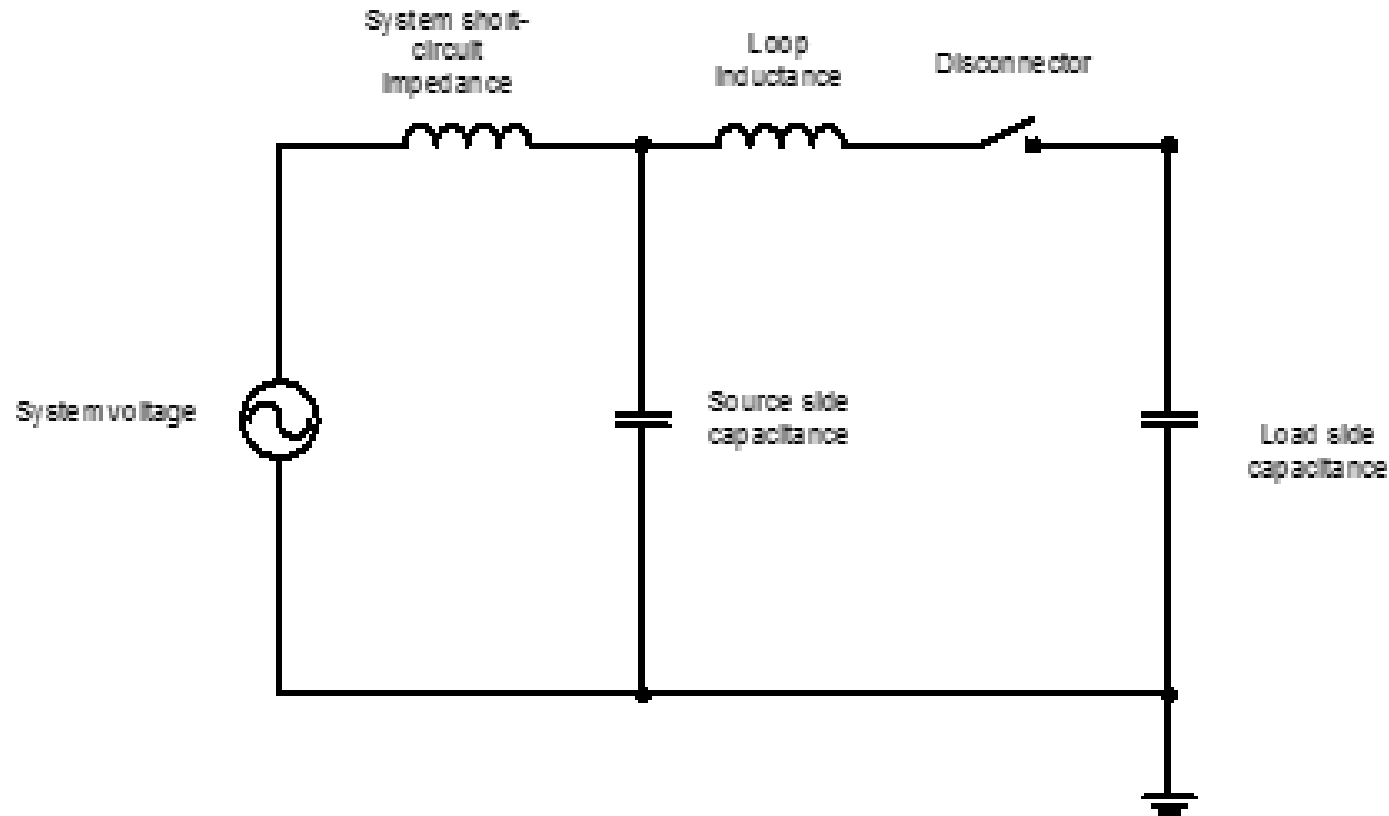 System short-
circuit
Impedance
Loop
Inductance
Disconnector
System voltage
Source side
capacitance
Load side
capacitance